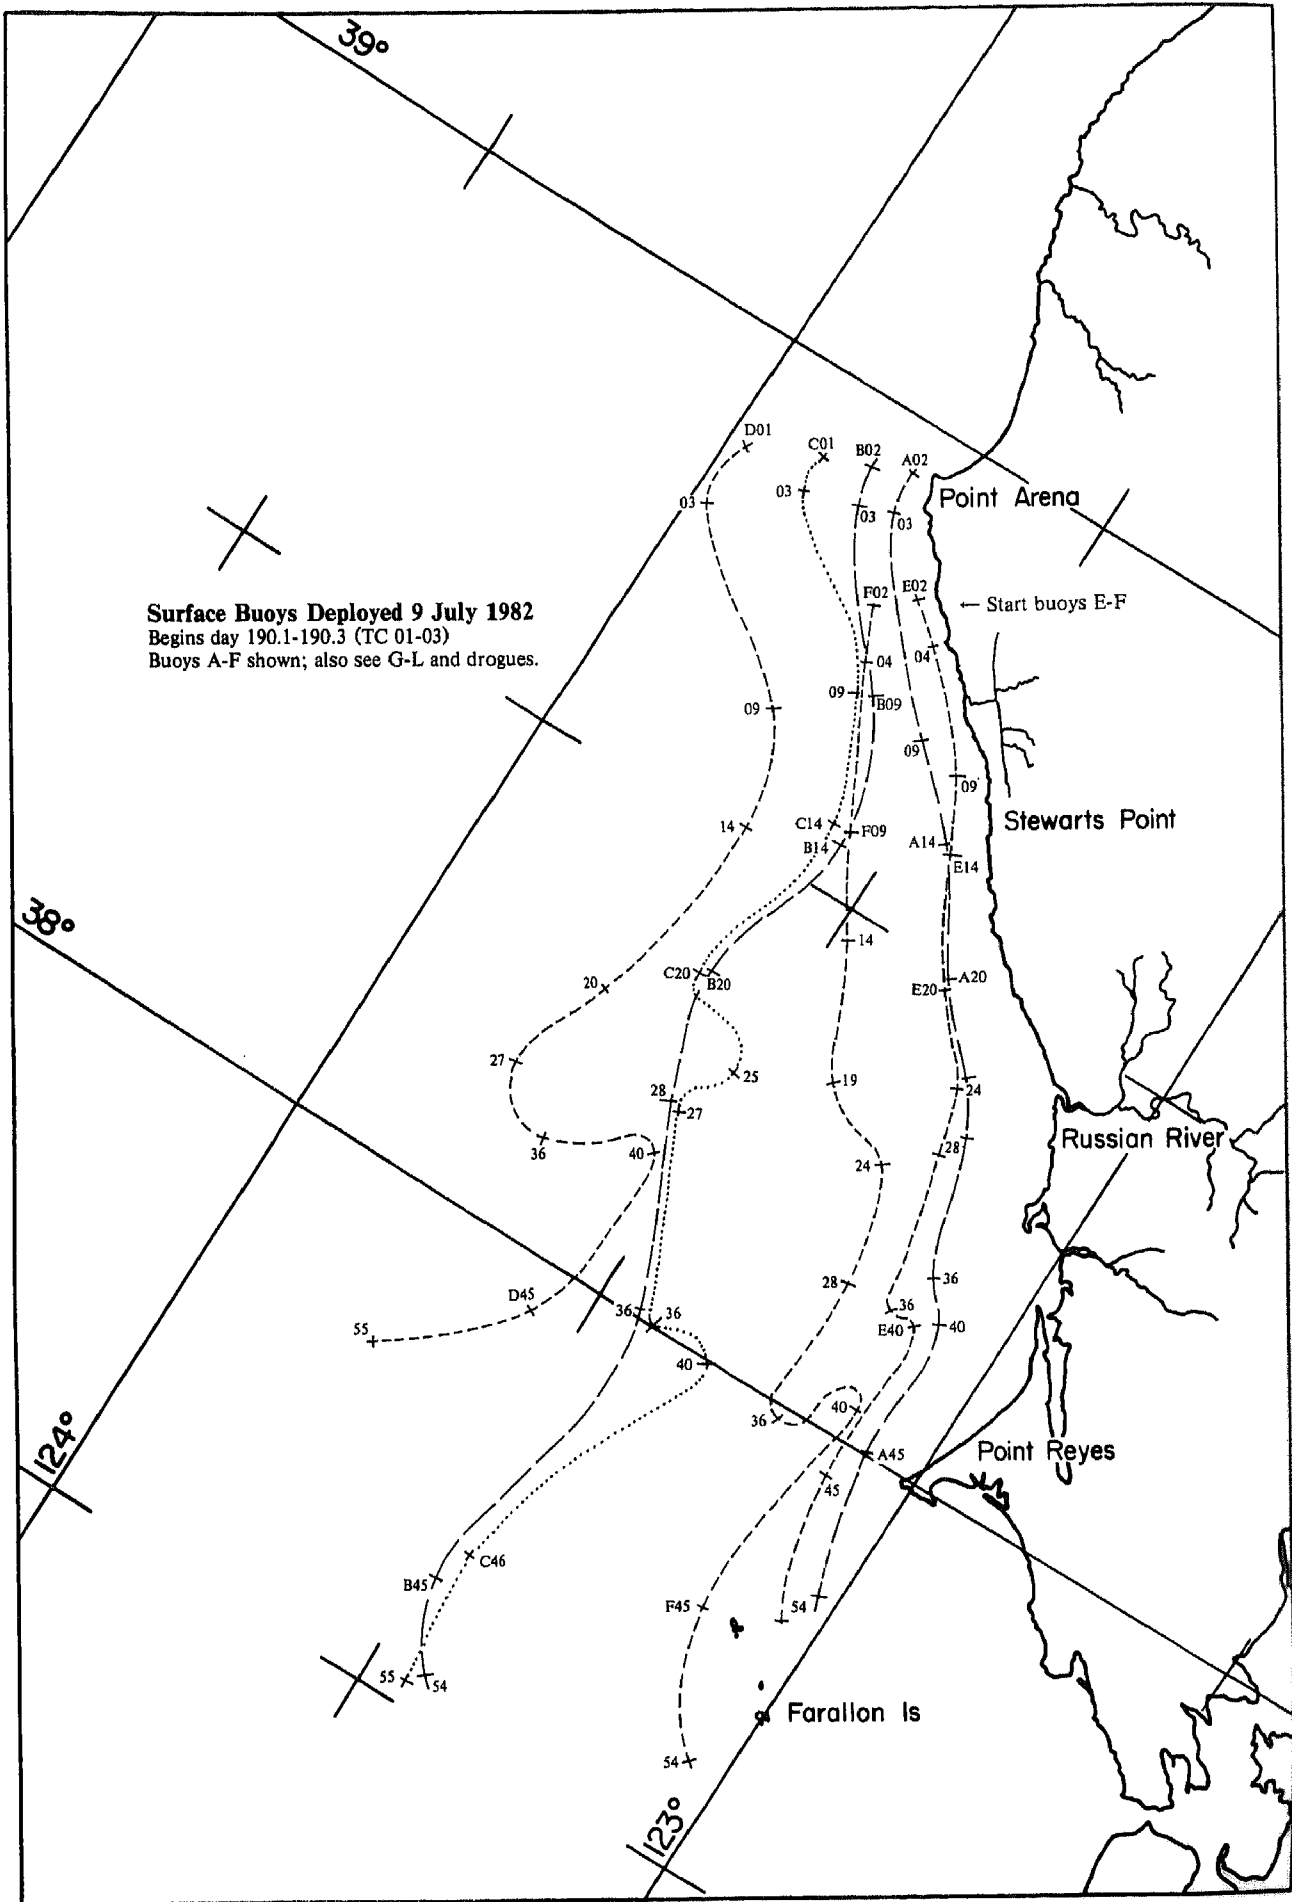 39°
D01
C01
B02
A02
03
03
03
03
Point Arena
Surface Buoys Deployed 9 July 1982
Begins day 190.1-190.3 (TC 01-03)
Buoys A-F shown; also see G-L and drogues.
F02
E02
← Start buoys E-F
04
04
09
09
B09
09
09
14
C14
F09
B14
A14
E14
Stewarts Point
38°
14
20
C20
B20
A20
E20
27
25
19
28
27
24
36
40
24
28
Russian River
28
36
D45
36
36
36
55
E40
40
40
36
40
124°
A45
Point Reyes
45
C46
B45
F45
54
55
54
Farallon Is
54
123°